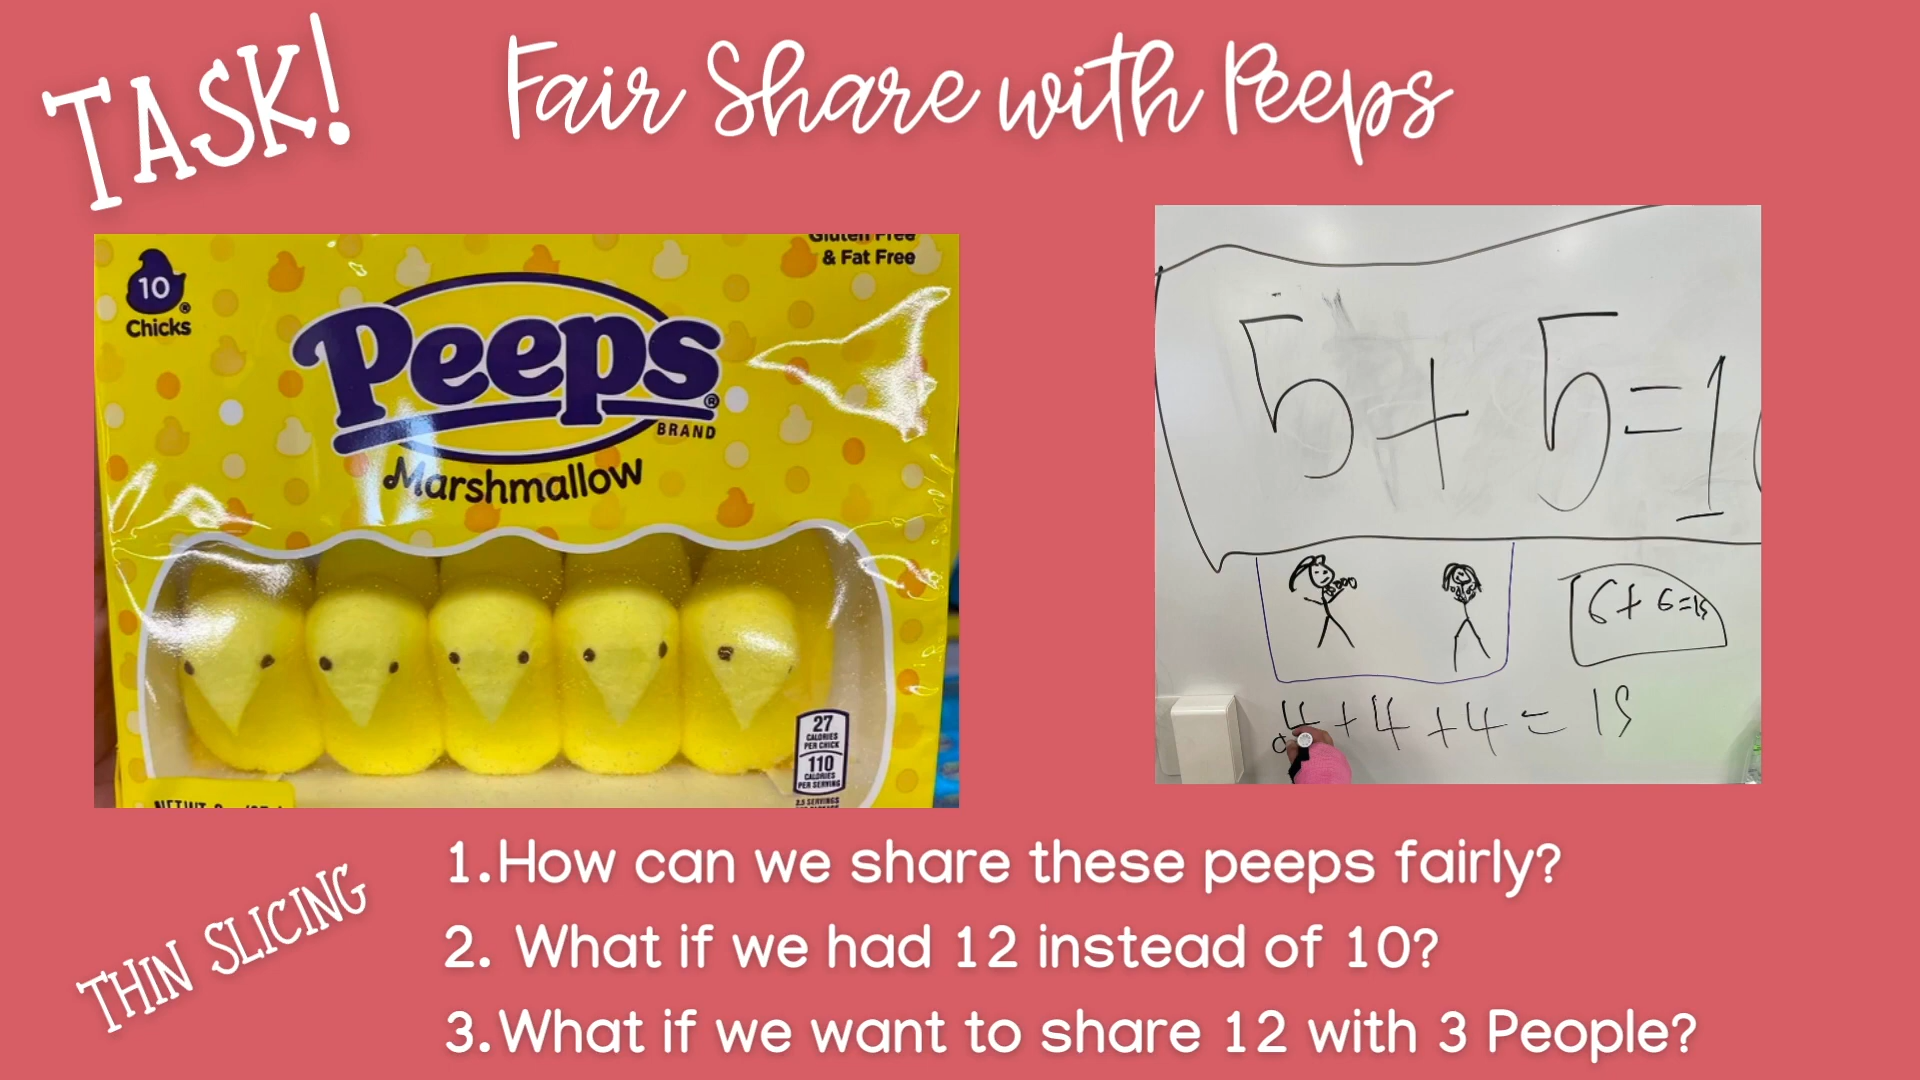 TASK!
Fair Share with Peeps
Gluten Free
& Fat Free
10
Chicks®
Peeps®
BRAND
Marshmallow
27
CALORIES
PER CHICK
110
CALORIES
PER SERVING
5 + 5 = 1
6 + 6 = 15
4 + 4 + 4 = 15
THIN SLICING
1.How can we share these peeps fairly?
2. What if we had 12 instead of 10?
3.What if we want to share 12 with 3 People?